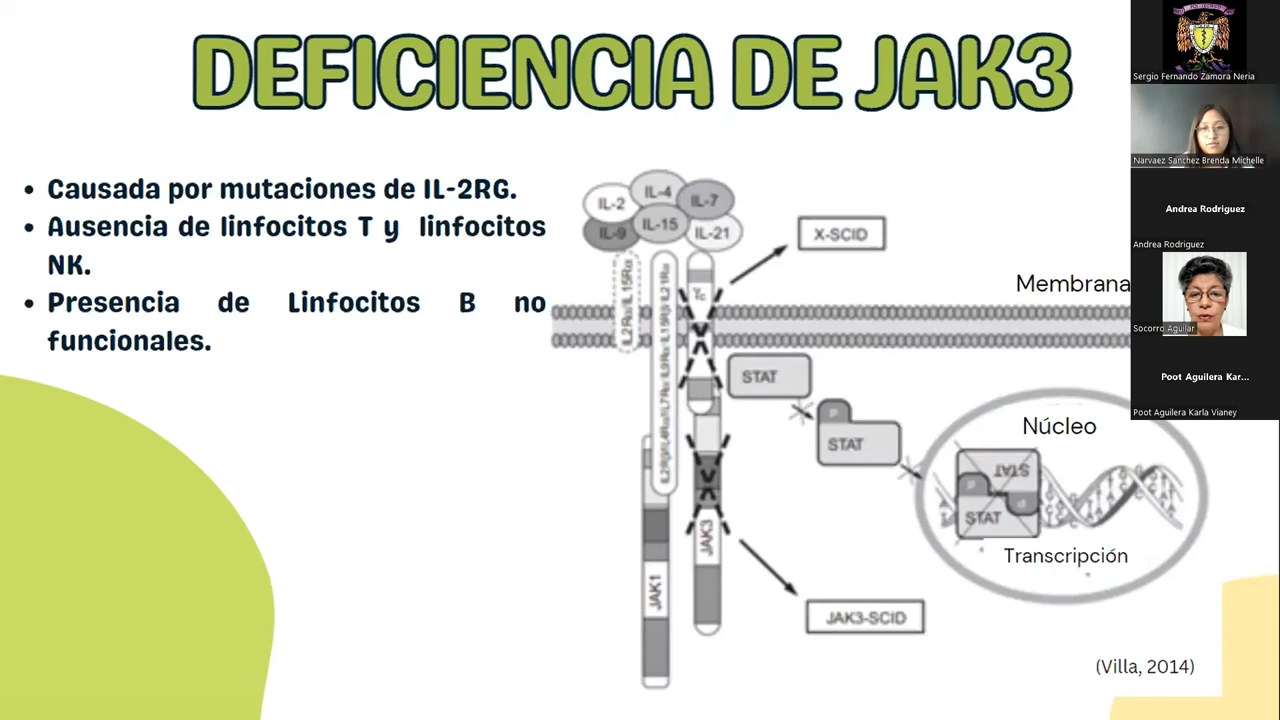 DEFICIENCIA DE JAK3
• Causada por mutaciones de IL-2RG.
• Ausencia de linfocitos T y linfocitos
NK.
• Presencia de Linfocitos B no
funcionales.
IL-2
IL-4
IL-7
IL-9
IL-15
IL-21
X-SCID
Membrana
γc
STAT
P
STAT
Núcleo
STAT
P
STAT
Transcripción
JAK3
JAK1
JAK3-SCID
(Villa, 2014)
POLITECNICO
Sergio Fernando Zamora Neria
Narvaez Sanchez Brenda Michelle
Andrea Rodriguez
Andrea Rodriguez
Socorro Aguilar
Poot Aguilera Kar...
Poot Aguilera Karla Vianey